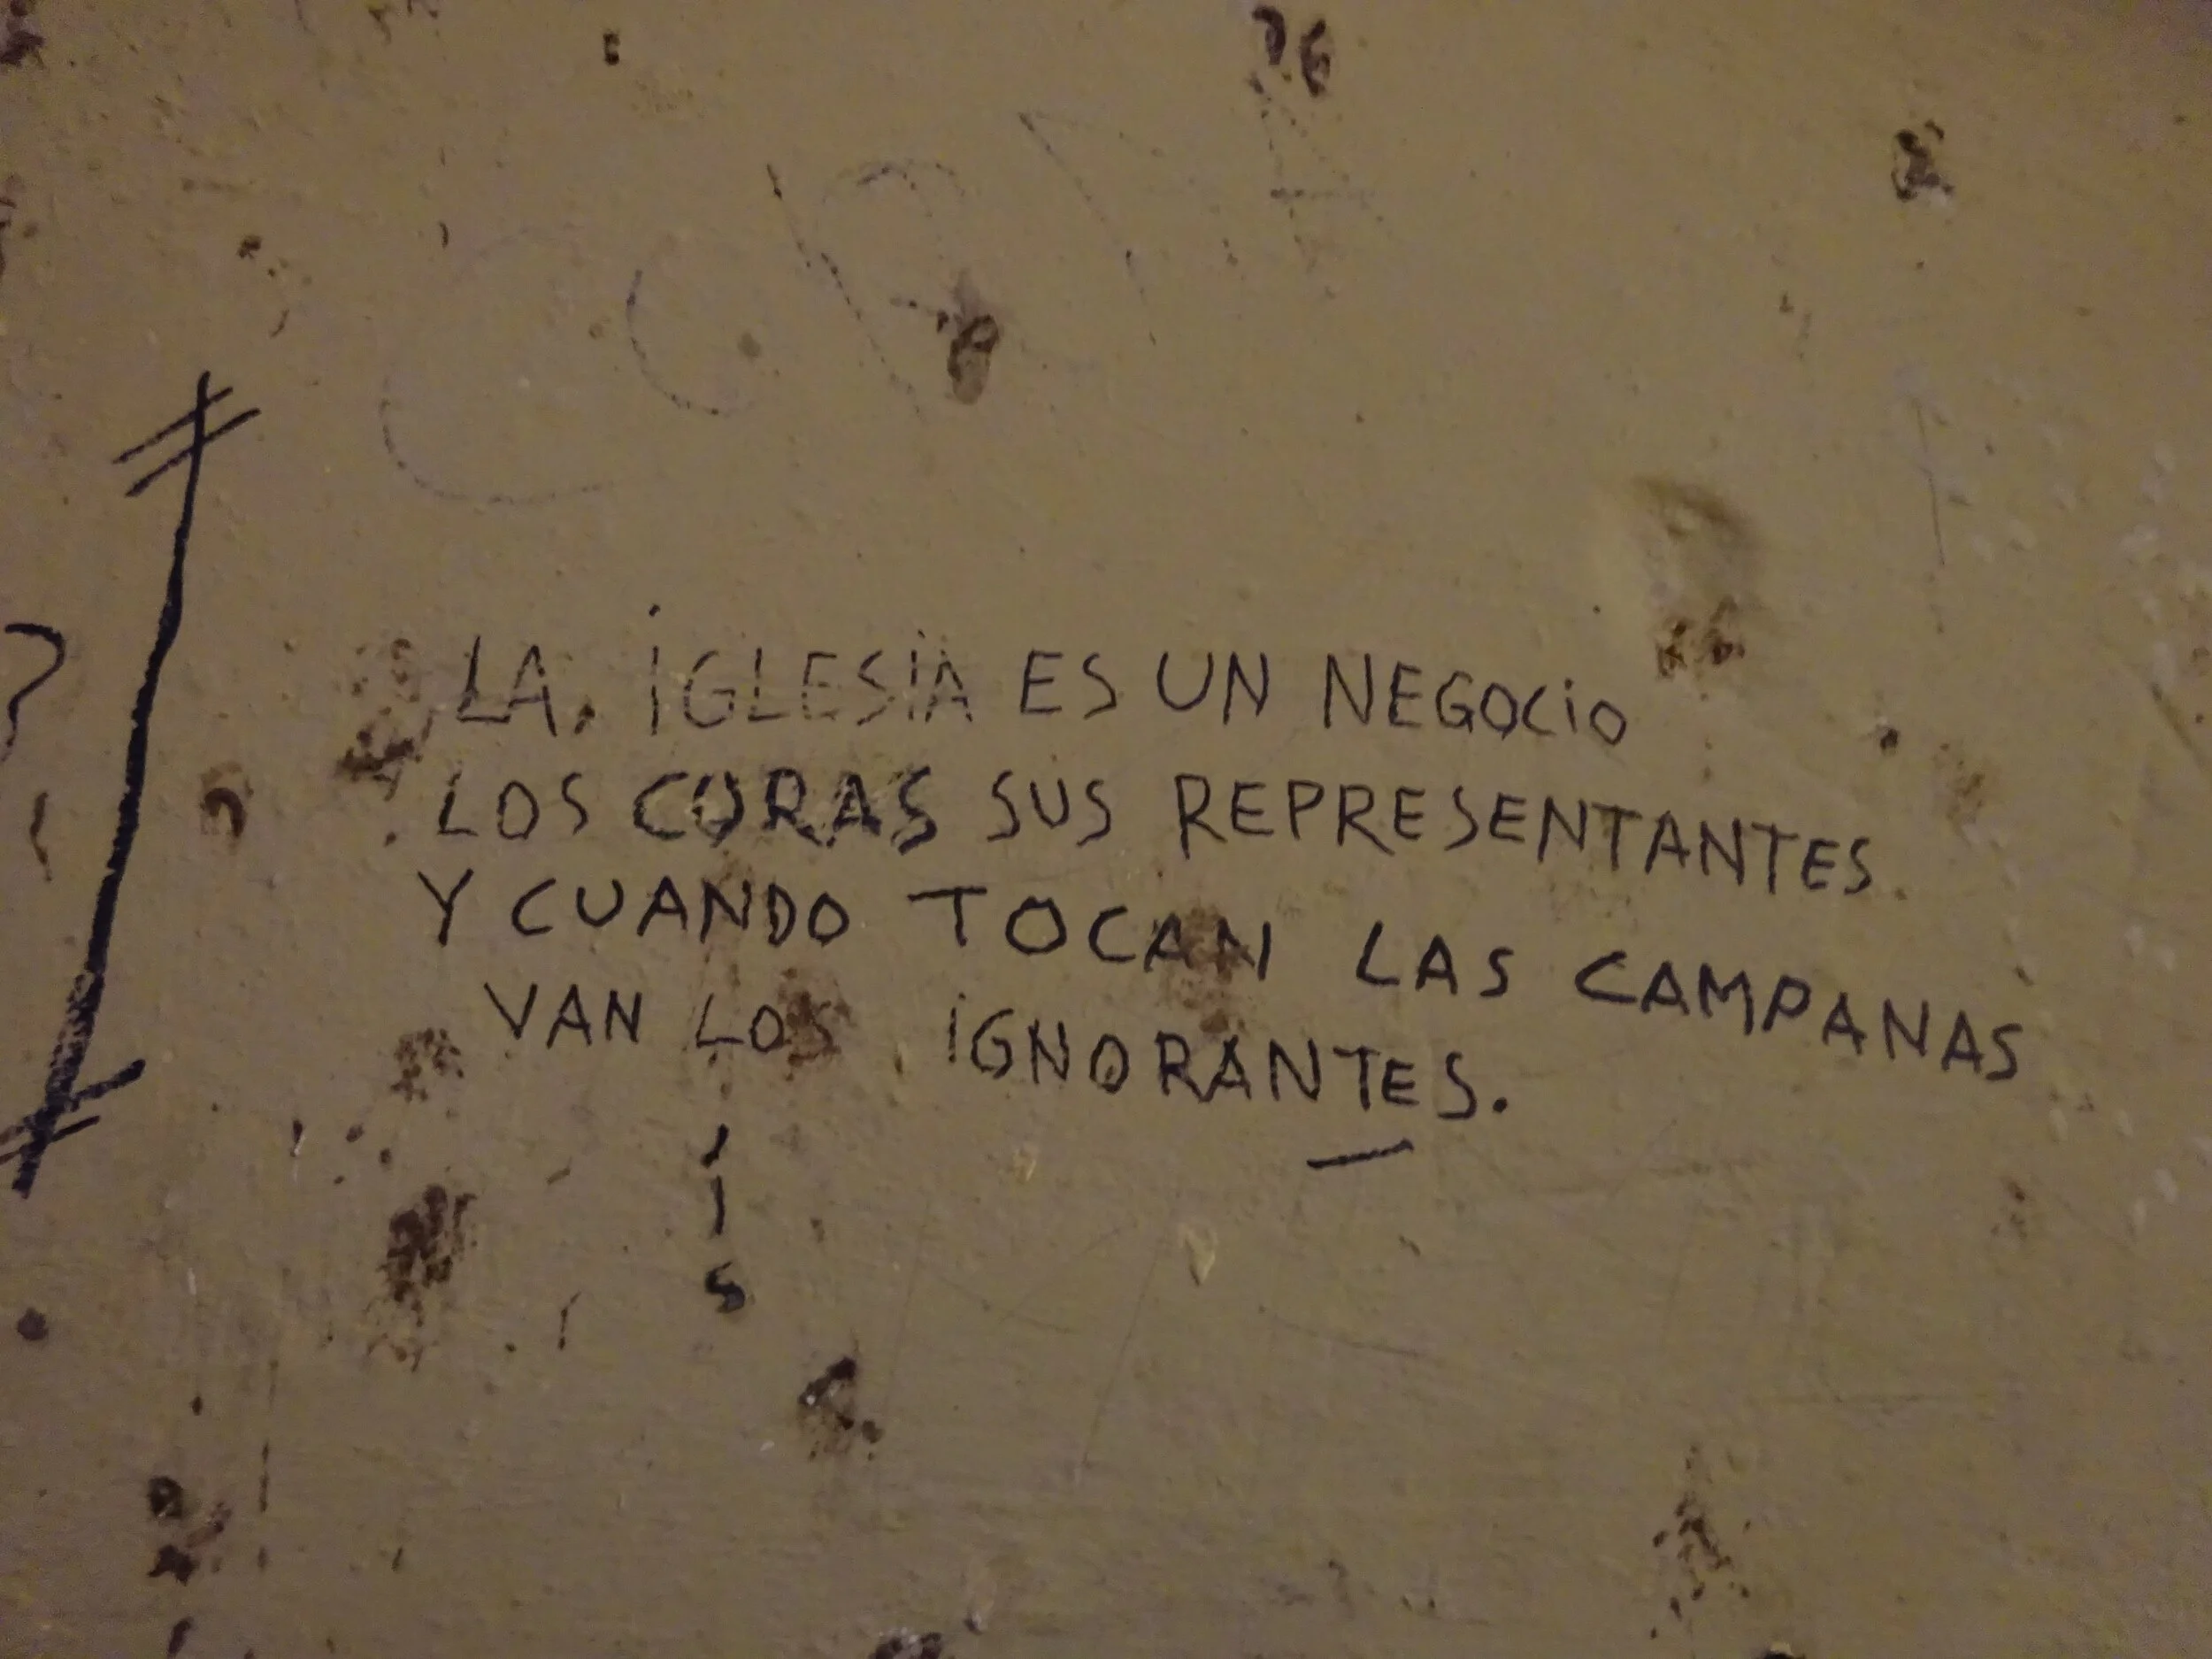 LA. iGLESiA ES UN NEGOCiO
LOS CURAS SUS REPRESENTANTES.
Y CUANDO TOCAN LAS CAMPANAS
VAN LOS iGNORANTES.